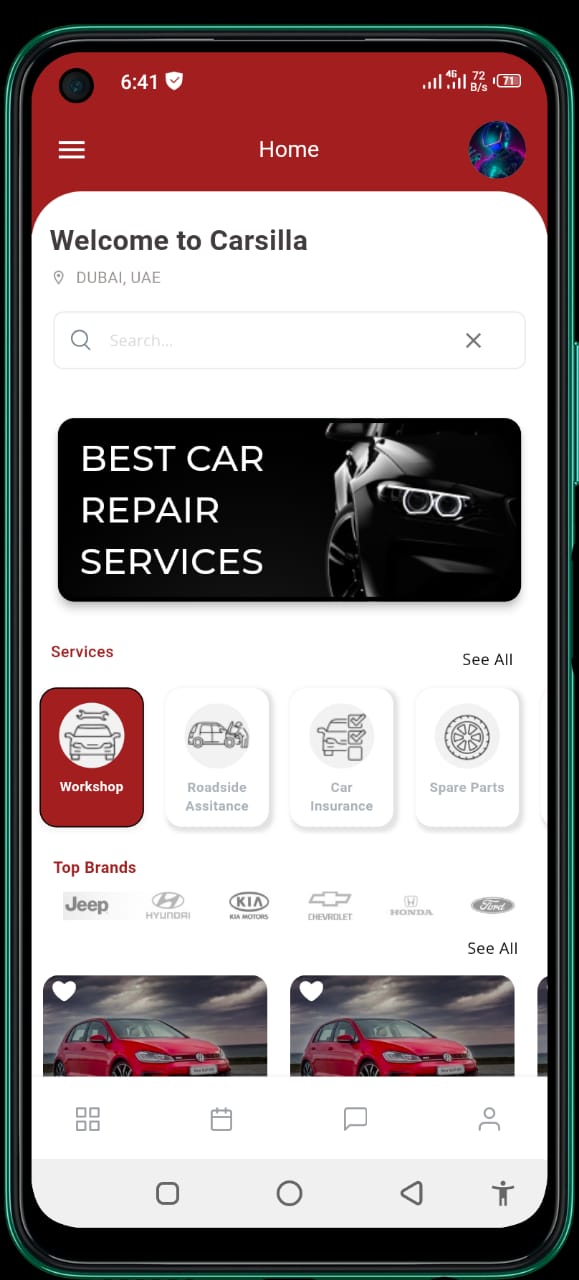 6:41
4G
72
B/s
71
Home
Welcome to Carsilla
DUBAI, UAE
Search...
BEST CAR
REPAIR
SERVICES
Services
See All
Workshop
Roadside
Assitance
Car
Insurance
Spare Parts
Top Brands
Jeep
HYUNDAI
KIA
KIA MOTORS
CHEVROLET
HONDA
Ford
See All